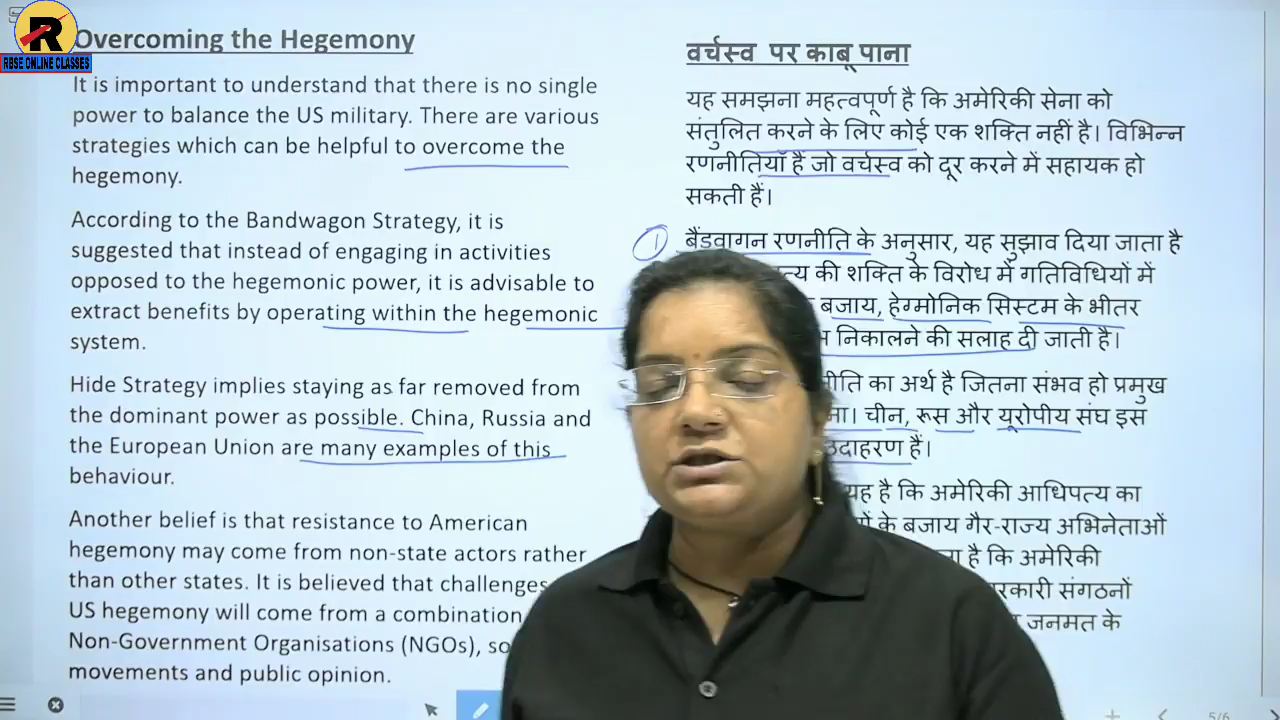 R
RBSE ONLINE CLASSES
Overcoming the Hegemony
It is important to understand that there is no single
power to balance the US military. There are various
strategies which can be helpful to overcome the
hegemony.
According to the Bandwagon Strategy, it is
suggested that instead of engaging in activities
opposed to the hegemonic power, it is advisable to
extract benefits by operating within the hegemonic
system.
Hide Strategy implies staying as far removed from
the dominant power as possible. China, Russia and
the European Union are many examples of this
behaviour.
Another belief is that resistance to American
hegemony may come from non-state actors rather
than other states. It is believed that challenges
US hegemony will come from a combination
Non-Government Organisations (NGOs),
movements and public opinion.
वर्चस्व पर काबू पाना
यह समझना महत्वपूर्ण है कि अमेरिकी सेना को
संतुलित करने के लिए कोई एक शक्ति नहीं है। विभिन्न
रणनीतियाँ हैं जो वर्चस्व को दूर करने में सहायक हो
सकती हैं।
1 बैंडवागन रणनीति के अनुसार, यह सुझाव दिया जाता है
की शक्ति के विरोध में गतिविधियों में
बजाय, हेग्मोनिक सिस्टम के भीतर
निकालने की सलाह दी जाती है।
का अर्थ है जितना संभव हो प्रमुख
चीन, रूस और यूरोपीय संघ इस
उदाहरण हैं।
यह है कि अमेरिकी आधिपत्य का
के बजाय गैर-राज्य अभिनेताओं
है कि अमेरिकी
संगठनों
जनमत के
5/6